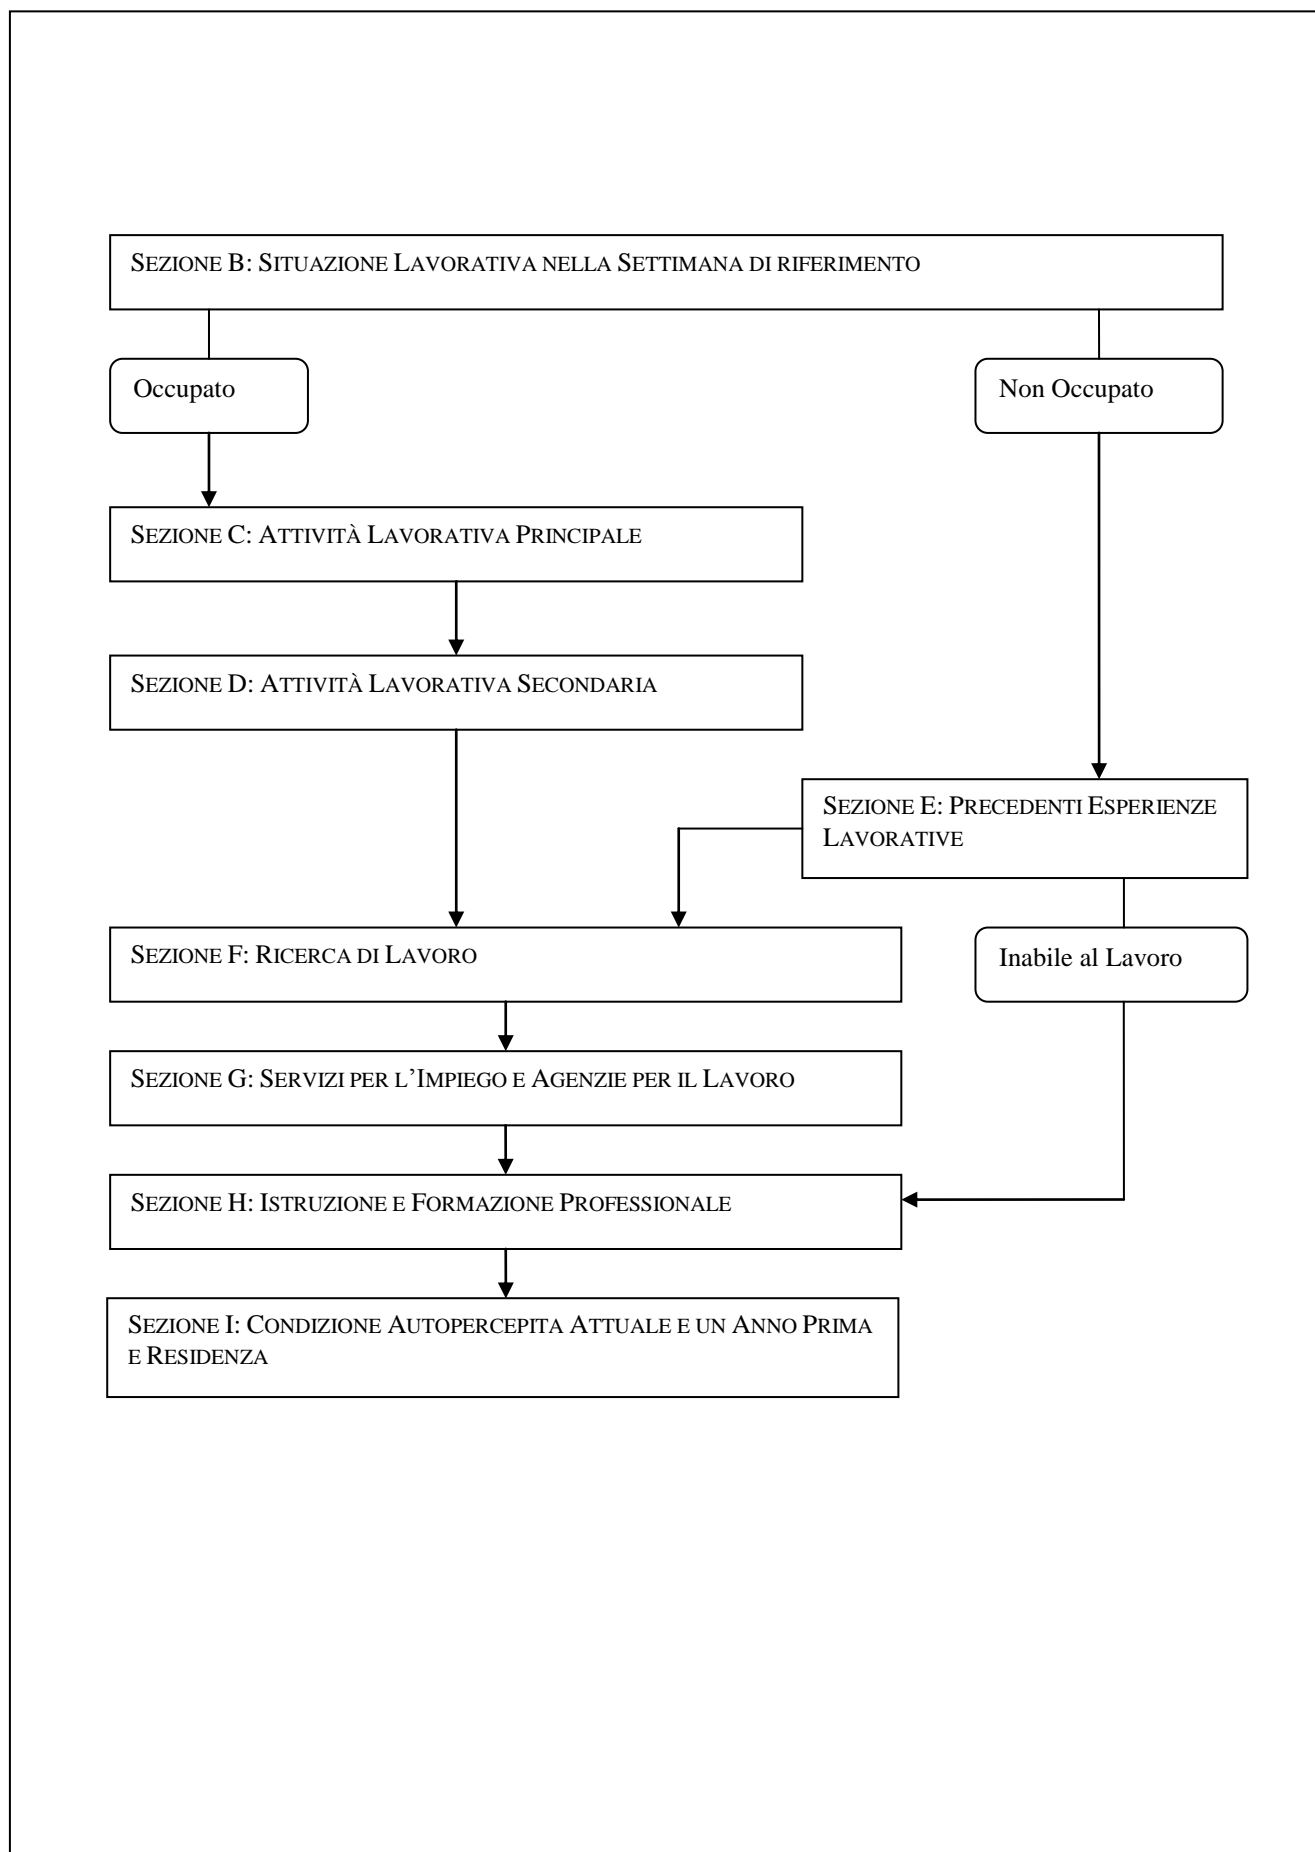 SEZIONE B: SITUAZIONE LAVORATIVA NELLA SETTIMANA DI RIFERIMENTO
Occupato
Non Occupato
SEZIONE C: ATTIVITÀ LAVORATIVA PRINCIPALE
SEZIONE D: ATTIVITÀ LAVORATIVA SECONDARIA
SEZIONE E: PRECEDENTI ESPERIENZE
LAVORATIVE
SEZIONE F: RICERCA DI LAVORO
Inabile al Lavoro
SEZIONE G: SERVIZI PER L’IMPIEGO E AGENZIE PER IL LAVORO
SEZIONE H: ISTRUZIONE E FORMAZIONE PROFESSIONALE
SEZIONE I: CONDIZIONE AUTOPERCEPITA ATTUALE E UN ANNO PRIMA
E RESIDENZA